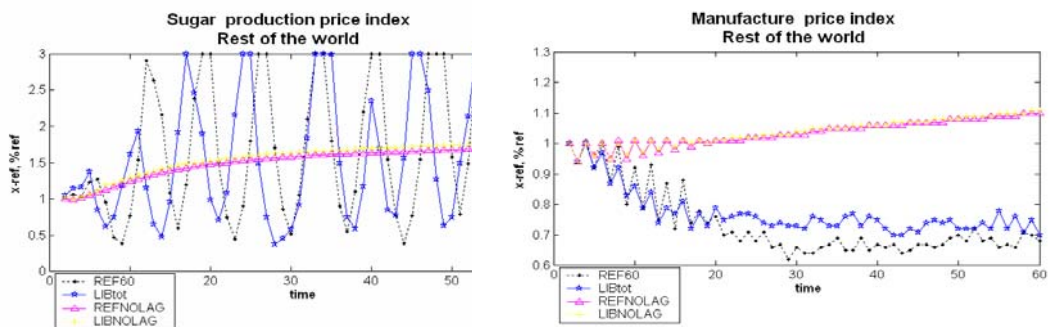 Sugar production price index
Rest of the world
3
2.5
2
1.5
1
0.5
0
x-ref, %ref
0
10
20
30
40
50
time
REF60
LIBtot
REFNOLAG
LIBNOLAG
Manufacture price index
Rest of the world
1.3
1.2
1.1
1
0.9
0.8
0.7
0.6
x-ref, %ref
0
10
20
30
40
50
60
time
REF60
LIBtot
REFNOLAG
LIBNOLAG